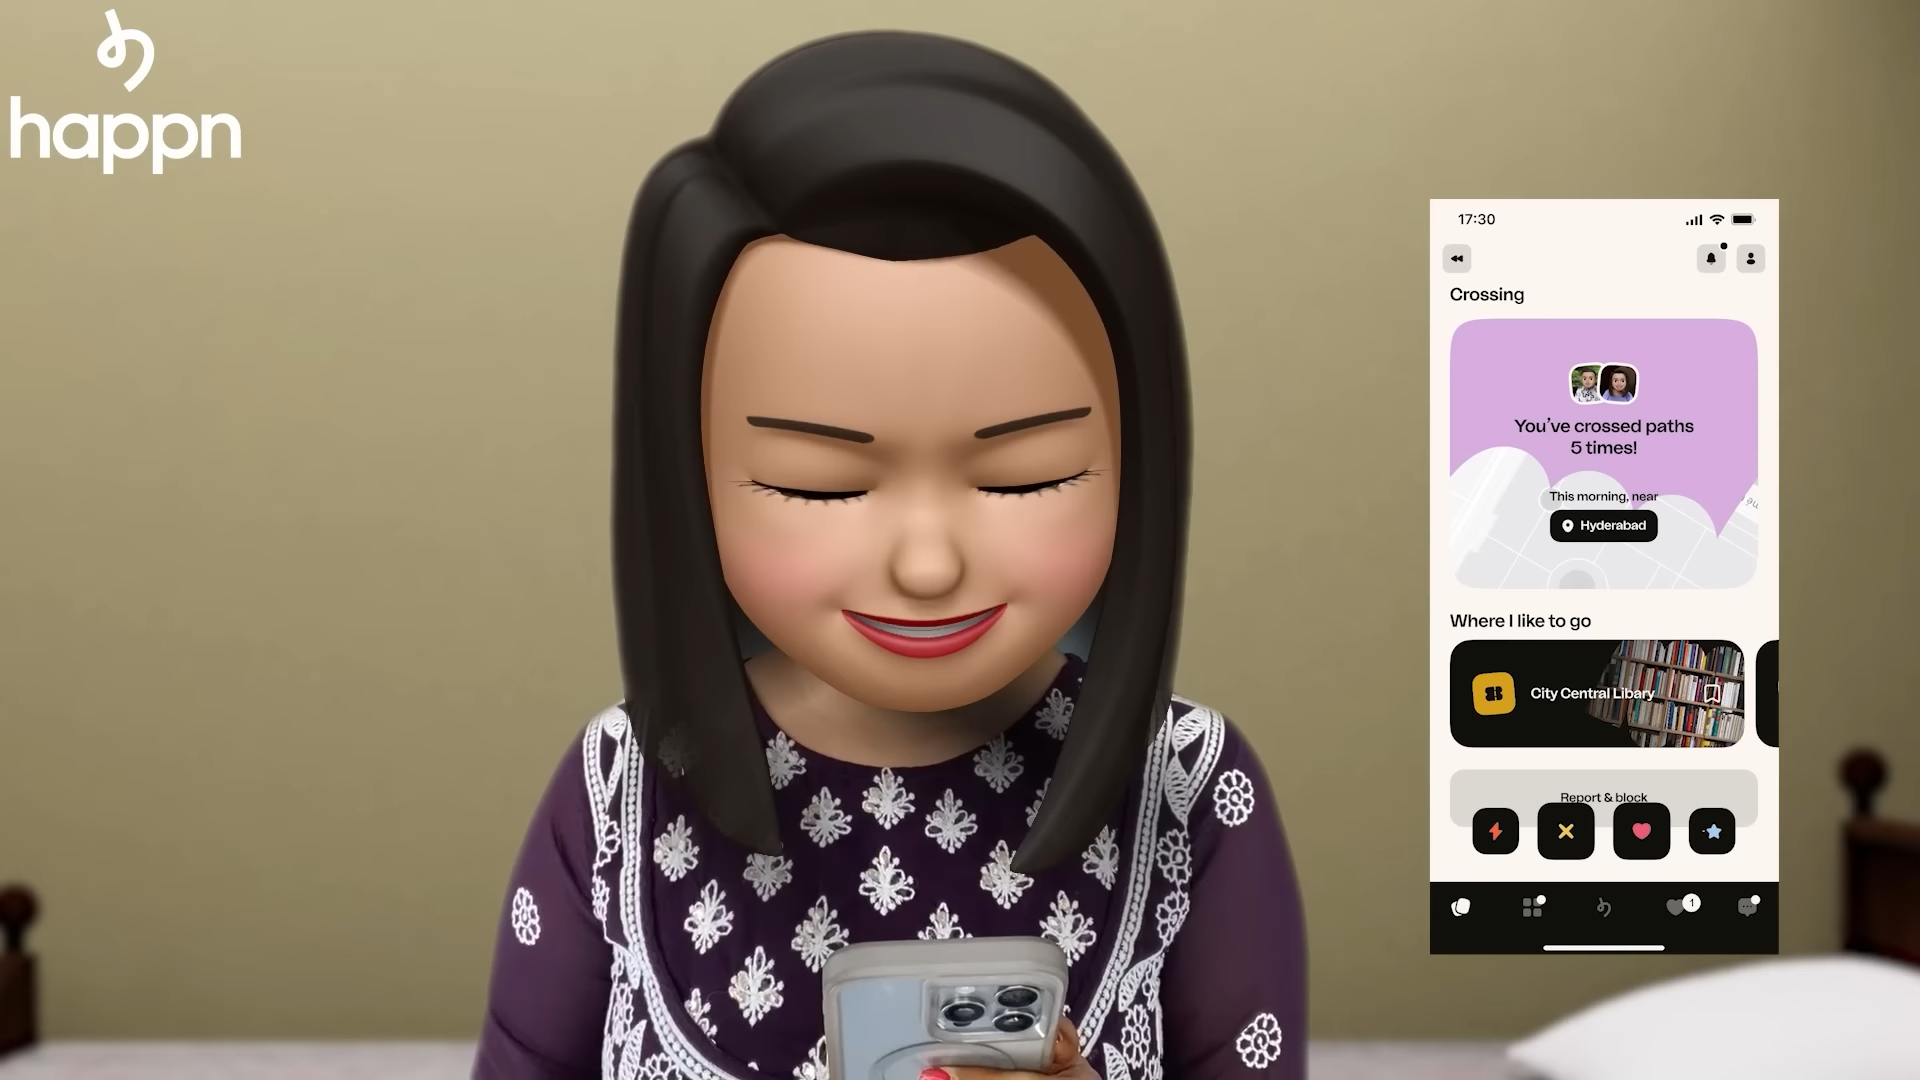 happn
17:30
Crossing
You've crossed paths
5 times!
This morning, near
Hyderabad
Where I like to go
City Central Libary
Report & block
1